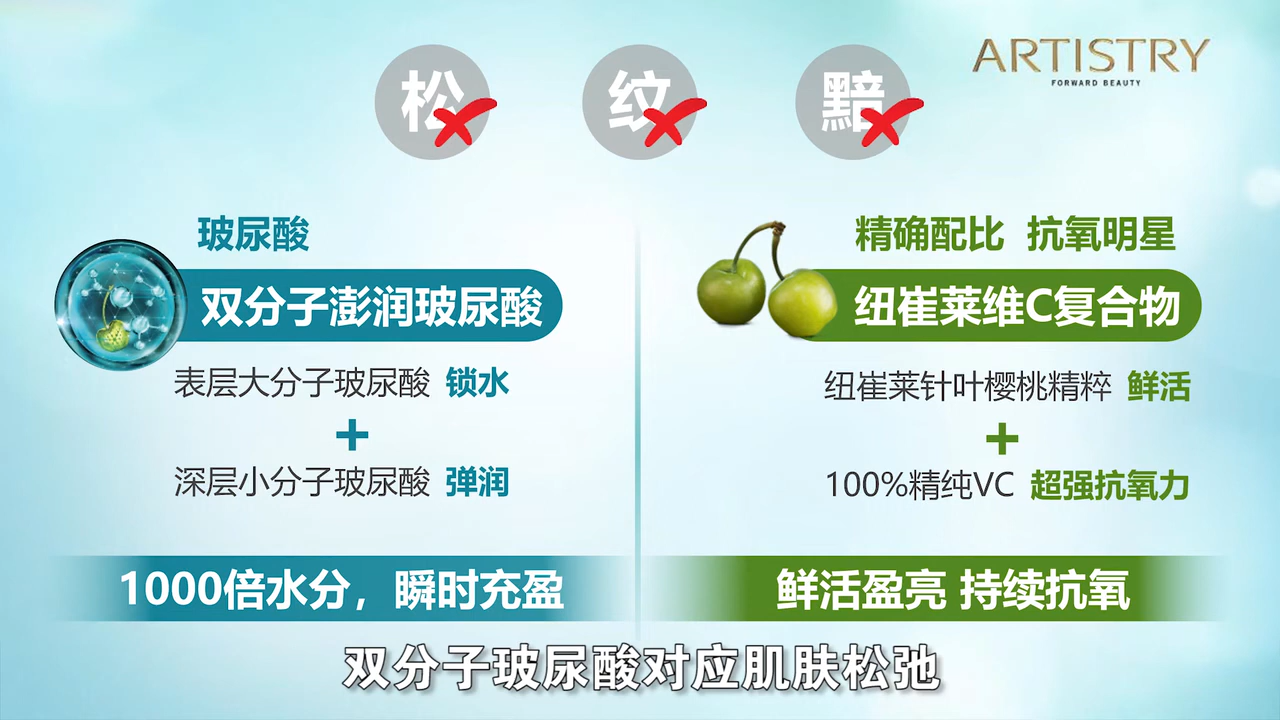 松 纹 黯
ARTISTRY
FORWARD BEAUTY
玻尿酸
双分子澎润玻尿酸
表层大分子玻尿酸 锁水
+
深层小分子玻尿酸 弹润
1000倍水分，瞬时充盈
精确配比 抗氧明星
纽崔莱维C复合物
纽崔莱针叶樱桃精粹 鲜活
+
100%精纯VC 超强抗氧力
鲜活盈亮 持续抗氧
双分子玻尿酸对应肌肤松弛